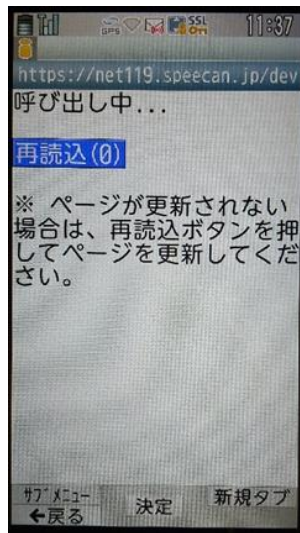 GPS SSL On 11:37
https://net119.speecan.jp/dev
呼び出し中...
再読込(0)
※ ページが更新されない
場合は、再読込ボタンを押
してページを更新してくだ
さい。
ｻﾌﾞﾒﾆｭｰ 決定 新規タブ
←戻る